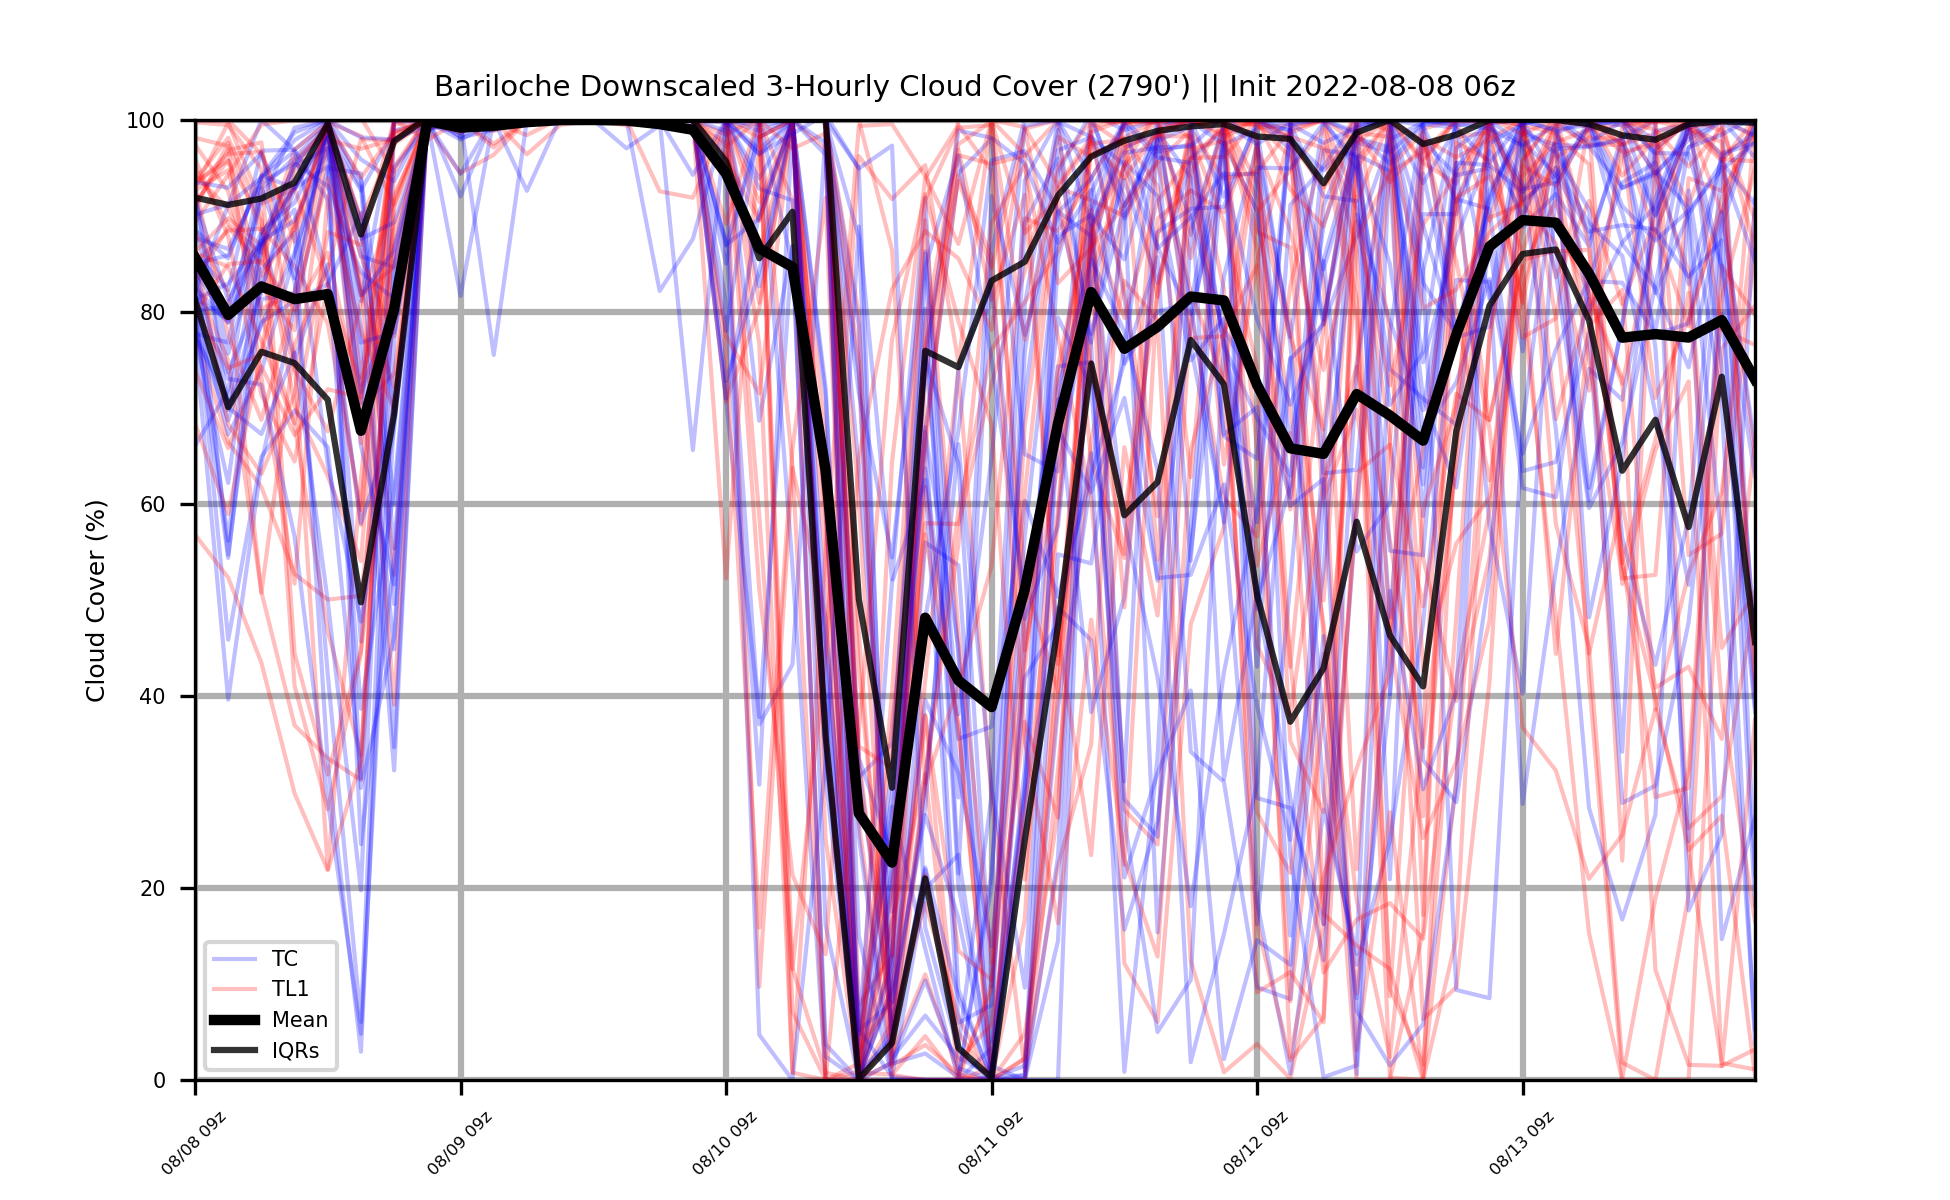 Bariloche Downscaled 3-Hourly Cloud Cover (2790') || Init 2022-08-08 06z
Cloud Cover (%)
100
80
60
40
20
0
TC
TL1
Mean
IQRs
08/08 09z
08/09 09z
08/10 09z
08/11 09z
08/12 09z
08/13 09z